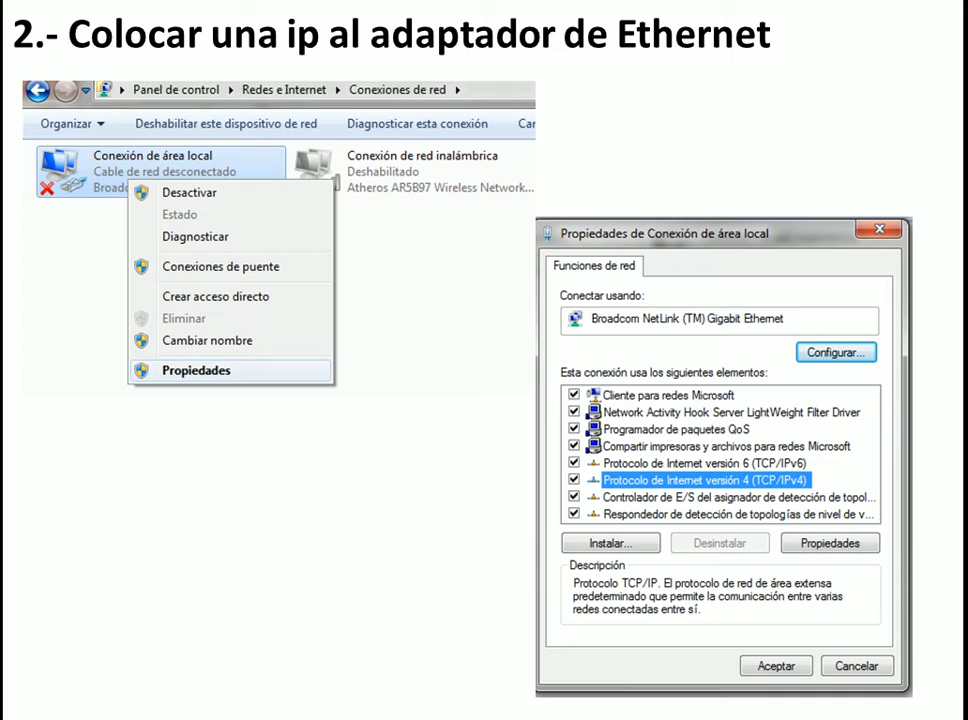 2.- Colocar una ip al adaptador de Ethernet
Panel de control Redes e Internet Conexiones de red
Organizar Deshabilitar este dispositivo de red Diagnosticar esta conexión
Conexión de área local
Cable de red desconectado
Conexión de red inalámbrica
Deshabilitado
Atheros AR5B97 Wireless Network...
Desactivar
Estado
Diagnosticar
Conexiones de puente
Crear acceso directo
Eliminar
Cambiar nombre
Propiedades
Propiedades de Conexión de área local
Funciones de red
Conectar usando:
Broadcom NetLink (TM) Gigabit Ethernet
Configurar...
Esta conexión usa los siguientes elementos:
Cliente para redes Microsoft
Network Activity Hook Server LightWeight Filter Driver
Programador de paquetes QoS
Compartir impresoras y archivos para redes Microsoft
Protocolo de Internet versión 6 (TCP/IPv6)
Protocolo de Internet versión 4 (TCP/IPv4)
Controlador de E/S del asignador de detección de topol...
Respondedor de detección de topologías de nivel de v...
Instalar... Desinstalar Propiedades
Descripción
Protocolo TCP/IP. El protocolo de red de área extensa
predeterminado que permite la comunicación entre varias
redes conectadas entre sí.
Aceptar Cancelar